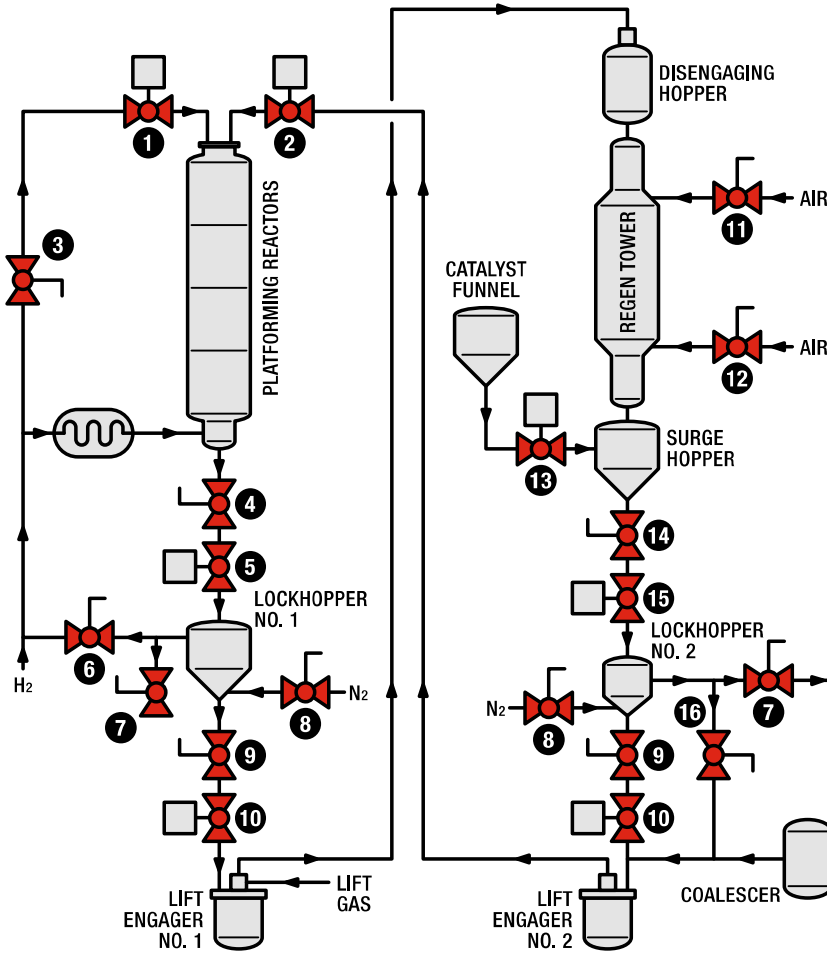 DISENGAGING
HOPPER
1
2
11
AIR
3
PLATFORMING REACTORS
CATALYST
FUNNEL
REGEN TOWER
12
AIR
SURGE
HOPPER
13
4
14
5
15
LOCKHOPPER
NO. 1
LOCKHOPPER
NO. 2
6
H2
7
8
N2
N2
8
16
7
9
9
10
10
LIFT
GAS
LIFT
ENGAGER
NO. 1
LIFT
ENGAGER
NO. 2
COALESCER